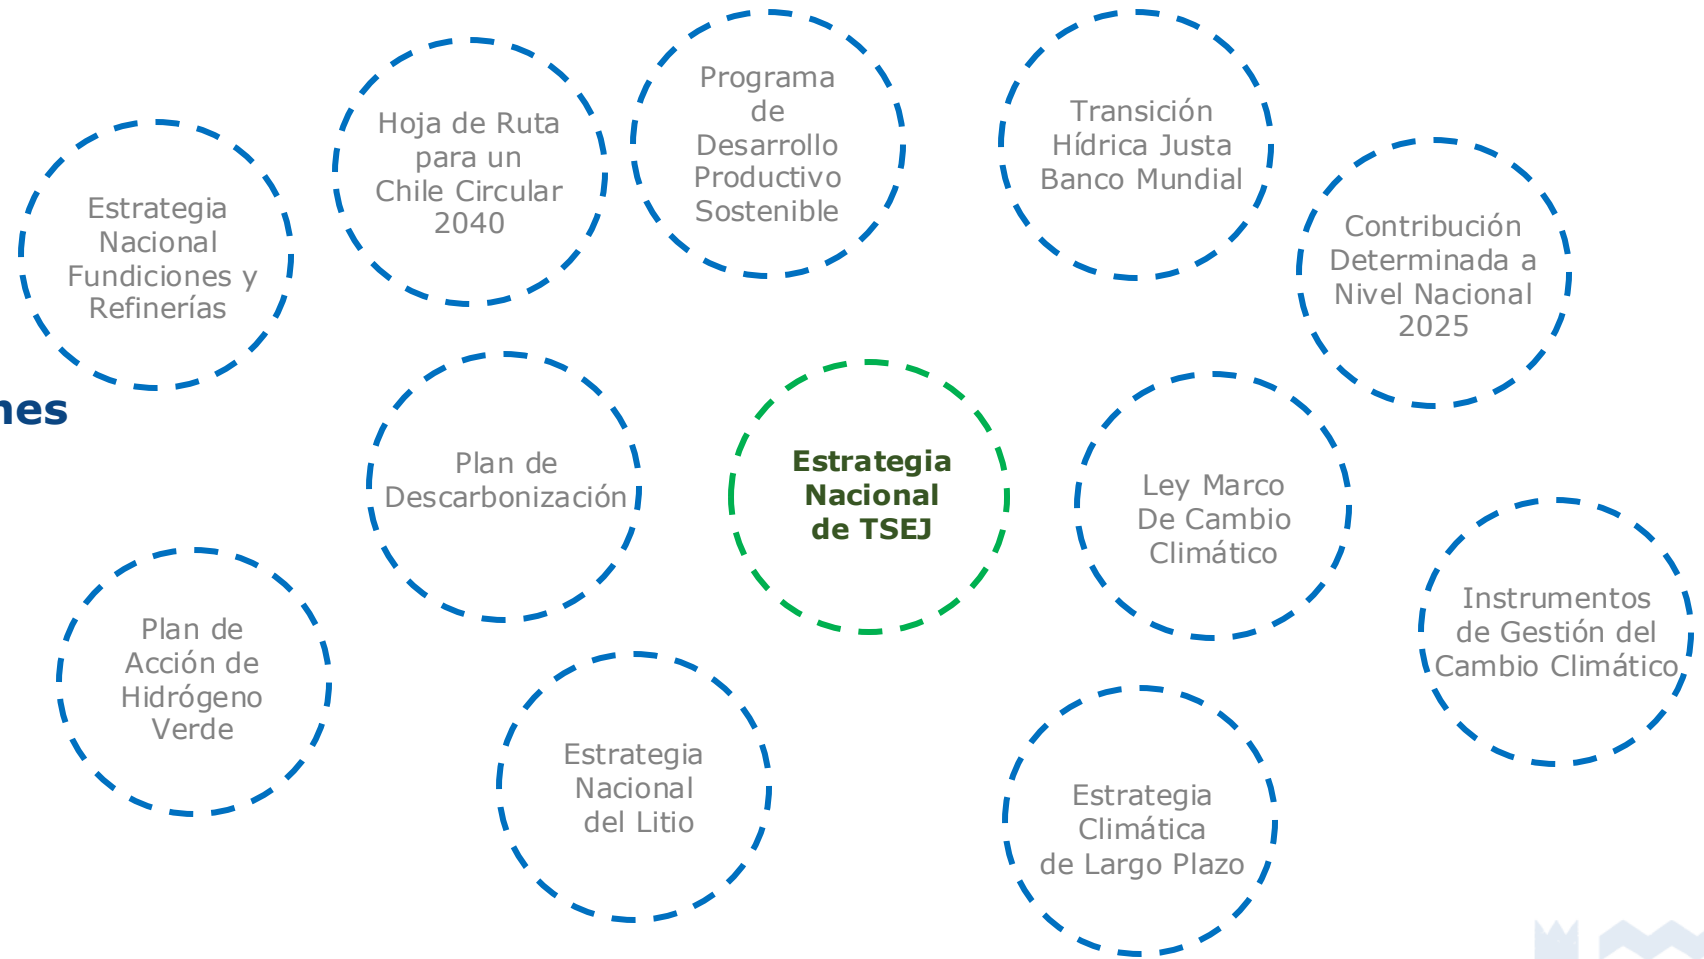 Programa
de
Desarrollo
Productivo
Sostenible
Transición
Hídrica Justa
Banco Mundial
Hoja de Ruta
para un
Chile Circular
2040
Estrategia
Nacional
Fundiciones y
Refinerías
Contribución
Determinada a
Nivel Nacional
2025
nes
Plan de
Descarbonización
Estrategia
Nacional
de TSEJ
Ley Marco
De Cambio
Climático
Instrumentos
de Gestión del
Cambio Climático
Plan de
Acción de
Hidrógeno
Verde
Estrategia
Nacional
del Litio
Estrategia
Climática
de Largo Plazo